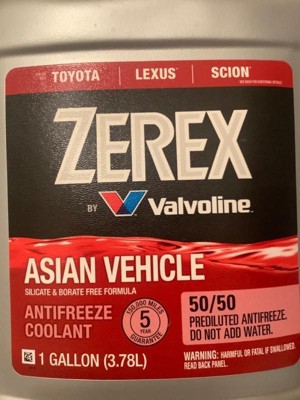 TOYOTA | LEXUS | SCION
ZEREX
BY Valvoline
ASIAN VEHICLE
SILICATE & BORATE FREE FORMULA
ANTIFREEZE
COOLANT
150,000 MILES
5
YEAR
GUARANTEE
50/50
PREDILUTED ANTIFREEZE.
DO NOT ADD WATER.
1 GALLON (3.78L)
WARNING: HARMFUL OR FATAL IF SWALLOWED.
READ BACK PANEL.